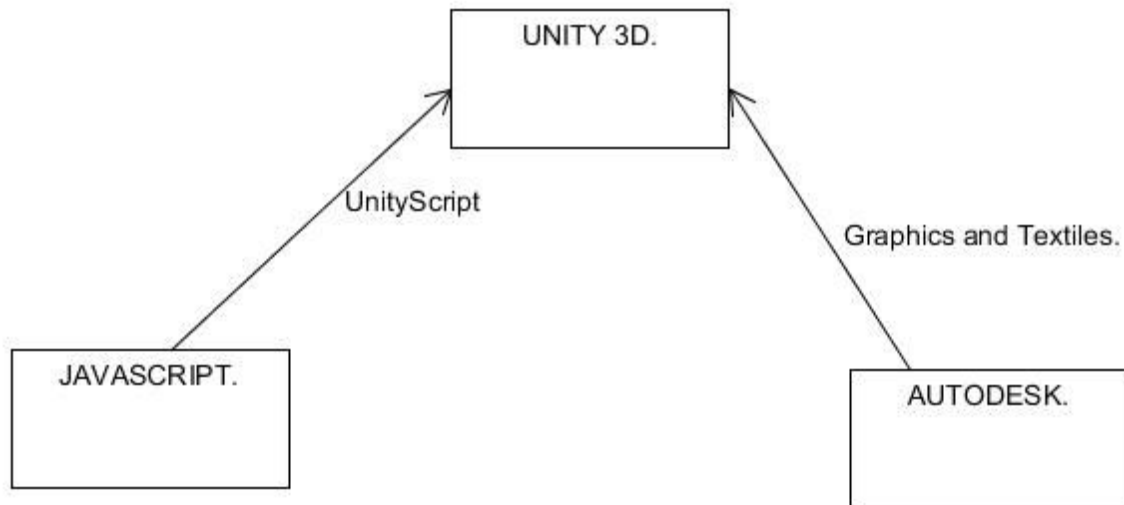 UNITY 3D.
UnityScript
Graphics and Textiles.
JAVASCRIPT.
AUTODESK.